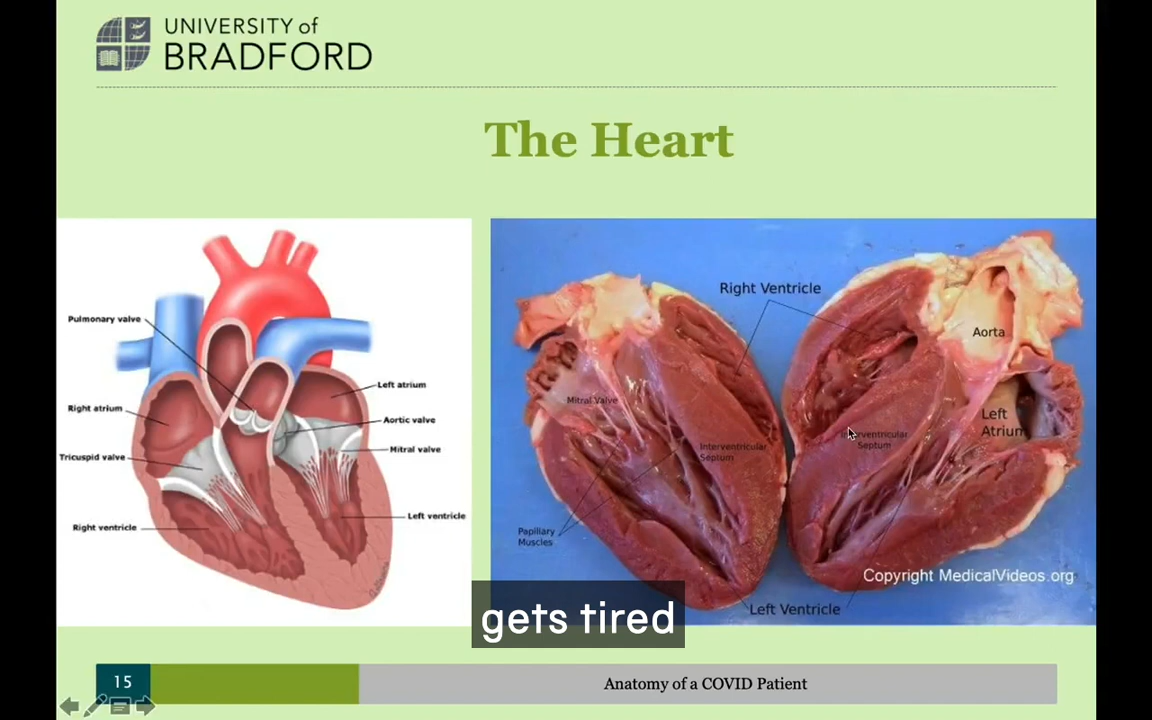 UNIVERSITY of
BRADFORD
The Heart
Pulmonary valve
Right atrium
Tricuspid valve
Right ventricle
Left atrium
Aortic valve
Mitral valve
Left ventricle
Right Ventricle
Aorta
Mitral Valve
Left
Atrium
Interventricular
Septum
Interventricular
Septum
Papillary
Muscles
Copyright MedicalVideos.org
Left Ventricle
gets tired
15
Anatomy of a COVID Patient